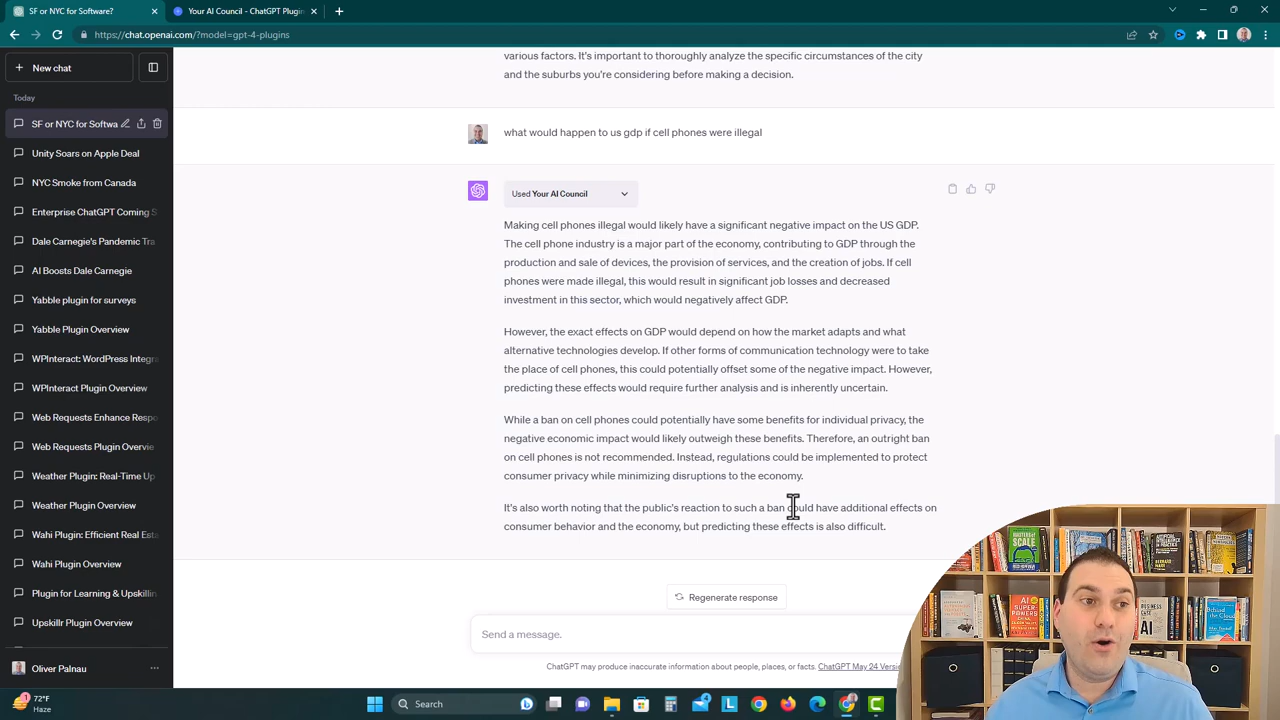 SF or NYC for Software?
Your AI Council - ChatGPT Plugin
https://chat.openai.com/?model=gpt-4-plugins
New chat
Today
SF or NYC for Softwa
Unity Soars on Apple Deal
NYC Smoke from Canada
Enterprise ChatGPT Coming S
Dale Carnegie's Pandemic Tra
AI Boosts Dale Carnegie
Yabble plugin for surveys
Yabble Plugin Overview
WPInteract: WordPress Integra
WPInteract Plugin Overview
Web Requests Enhance Respo
Web Requests Plugin Overvie
Weather Plugin: Real-Time Up
Weather Plugin Overview
Wahi Plugin: Efficient Real Esta
Wahi Plugin Overview
Plugin for Learning & Upskillin
Upskillr Plugin Overview
Oliver Palnau
various factors. It's important to thoroughly analyze the specific circumstances of the city
and the suburbs you're considering before making a decision.
what would happen to us gdp if cell phones were illegal
Used Your AI Council
Making cell phones illegal would likely have a significant negative impact on the US GDP.
The cell phone industry is a major part of the economy, contributing to GDP through the
production and sale of devices, the provision of services, and the creation of jobs. If cell
phones were made illegal, this would result in significant job losses and decreased
investment in this sector, which would negatively affect GDP.
However, the exact effects on GDP would depend on how the market adapts and what
alternative technologies develop. If other forms of communication technology were to take
the place of cell phones, this could potentially offset some of the negative impact. However,
predicting these effects would require further analysis and is inherently uncertain.
While a ban on cell phones could potentially have some benefits for individual privacy, the
negative economic impact would likely outweigh these benefits. Therefore, an outright ban
on cell phones is not recommended. Instead, regulations could be implemented to protect
consumer privacy while minimizing disruptions to the economy.
It's also worth noting that the public's reaction to such a ban could have additional effects on
consumer behavior and the economy, but predicting these effects is also difficult.
Regenerate response
Send a message.
ChatGPT may produce inaccurate information about people, places, or facts. ChatGPT May 24 Versi
MASTERS of SCALE
AI SUPERPOWERS
AI
72°F
Haze
Search
4